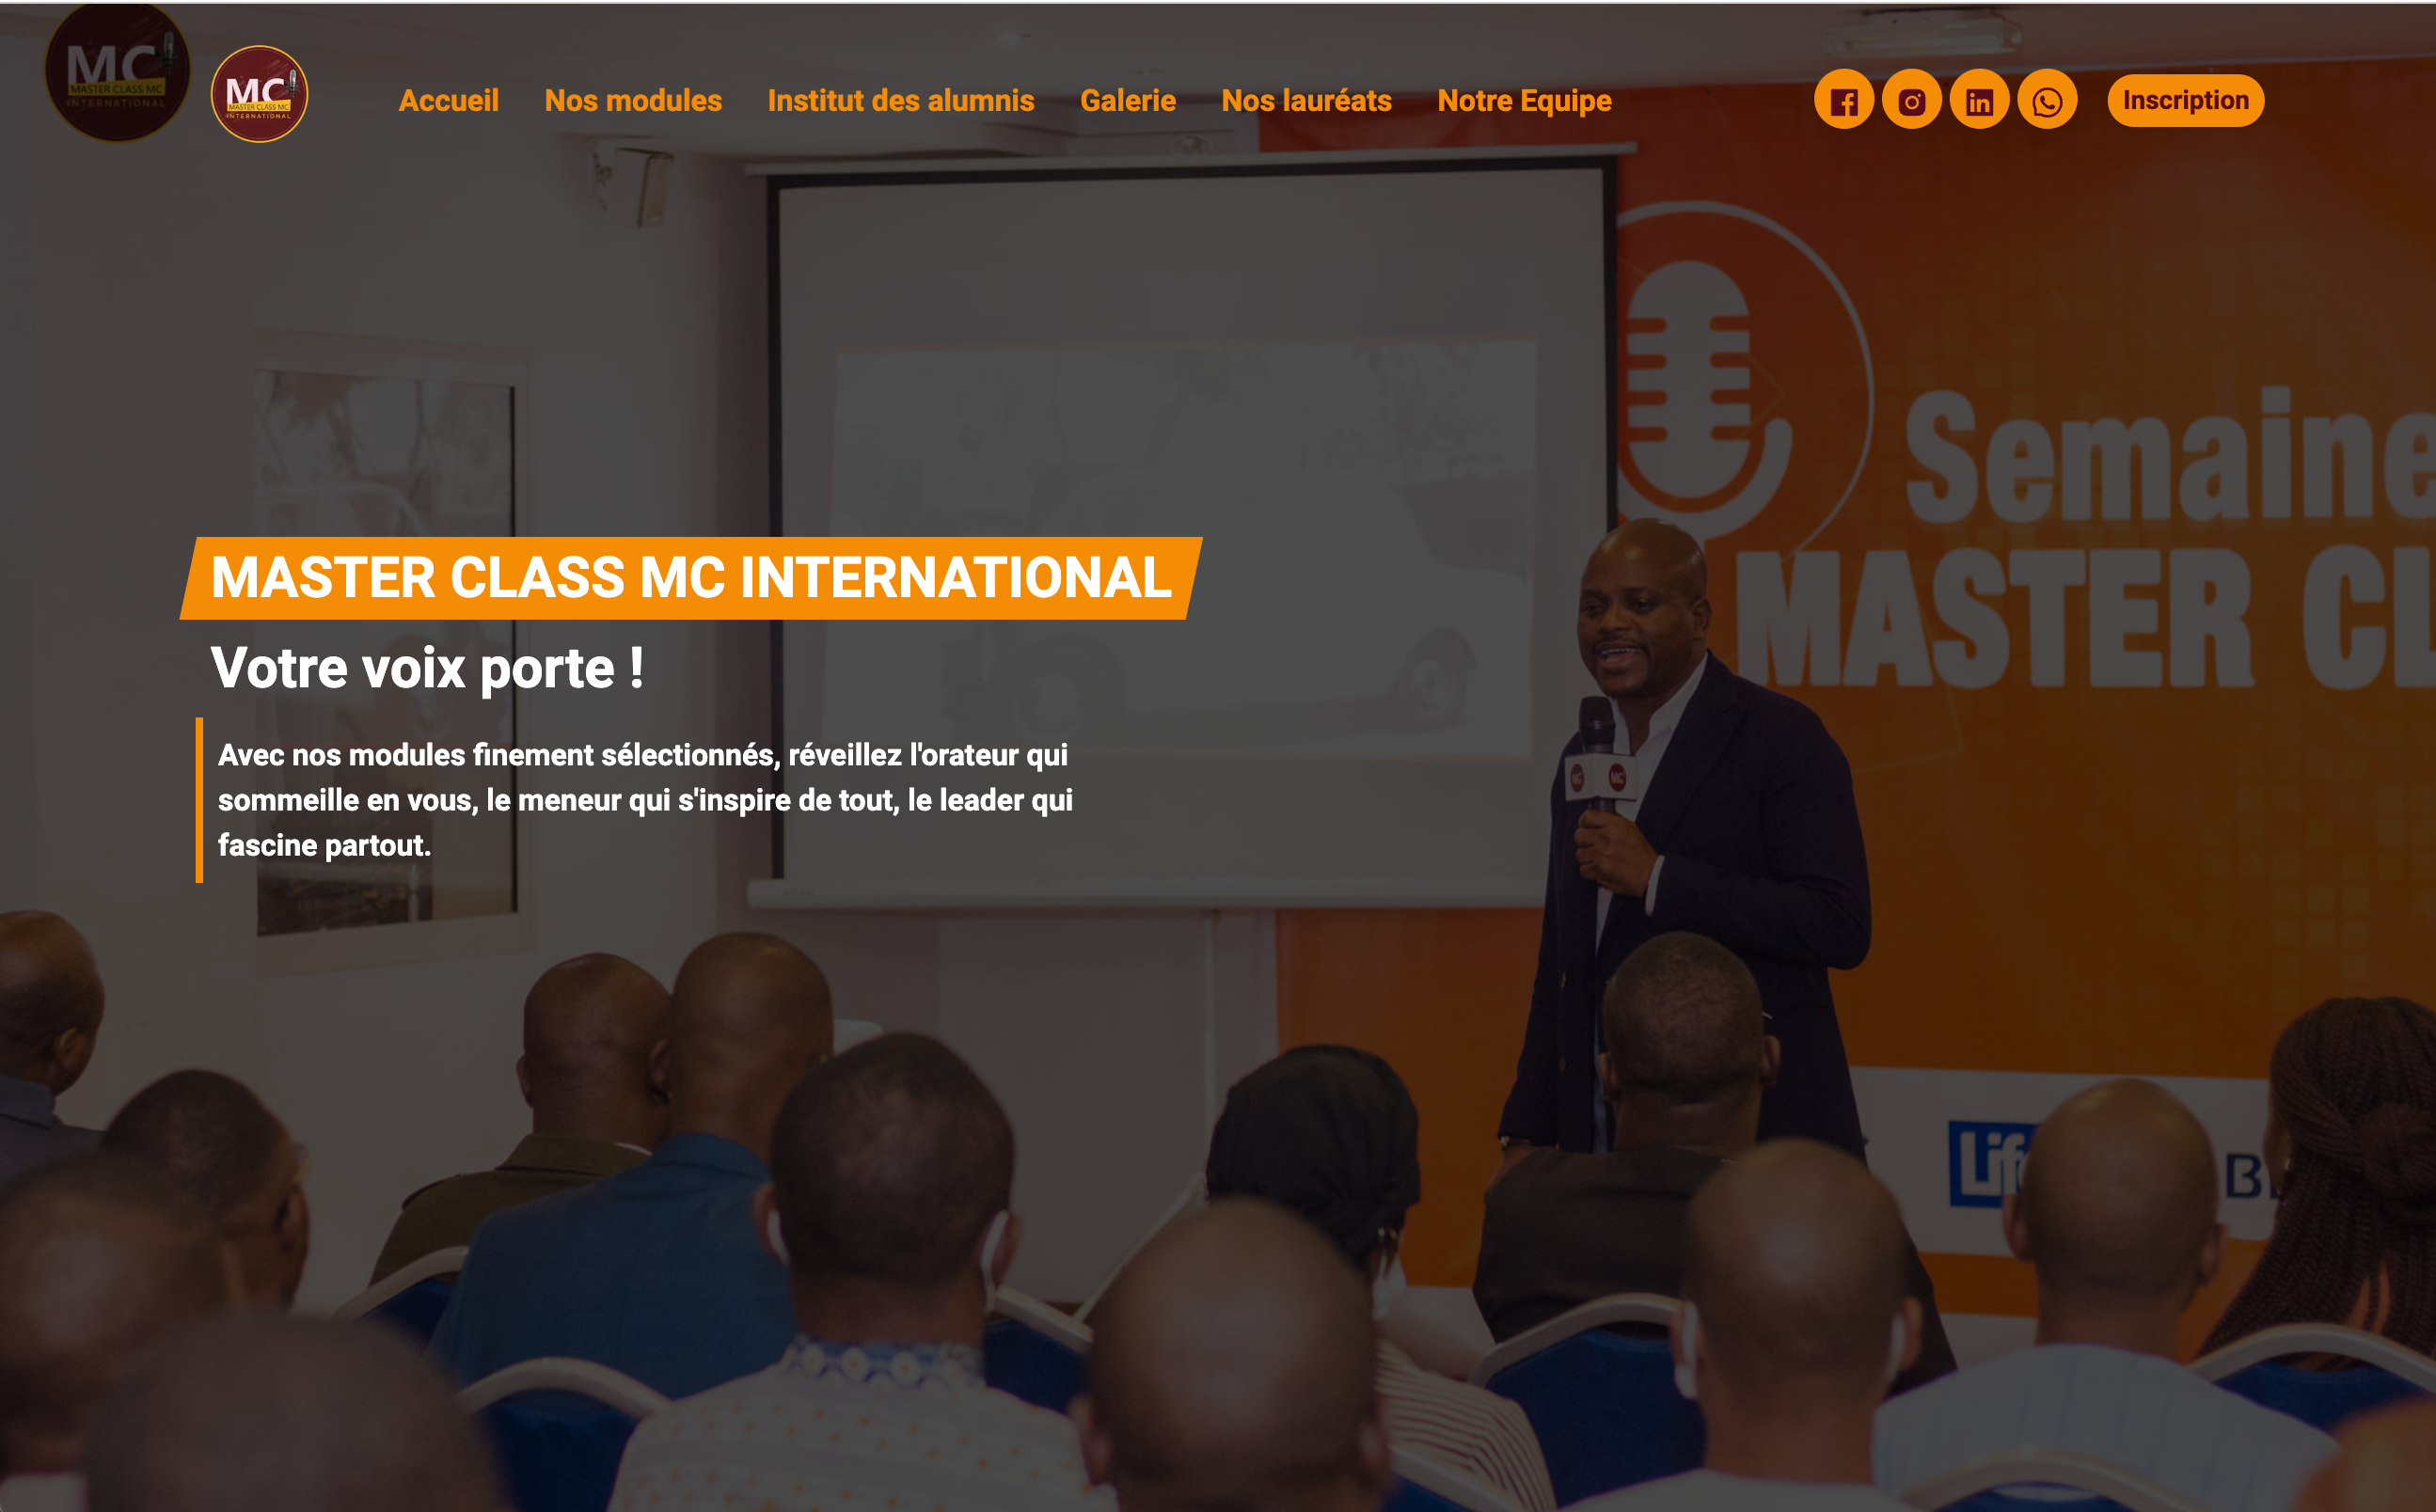 MC
MASTER CLASS MC
INTERNATIONAL
MC
MASTER CLASS MC
INTERNATIONAL
Accueil
Nos modules
Institut des alumnis
Galerie
Nos lauréats
Notre Equipe
Inscription
Semaine
MASTER CL
MASTER CLASS MC INTERNATIONAL
Votre voix porte !
Avec nos modules finement sélectionnés, réveillez l'orateur qui
sommeille en vous, le meneur qui s'inspire de tout, le leader qui
fascine partout.
MC MC
Lif